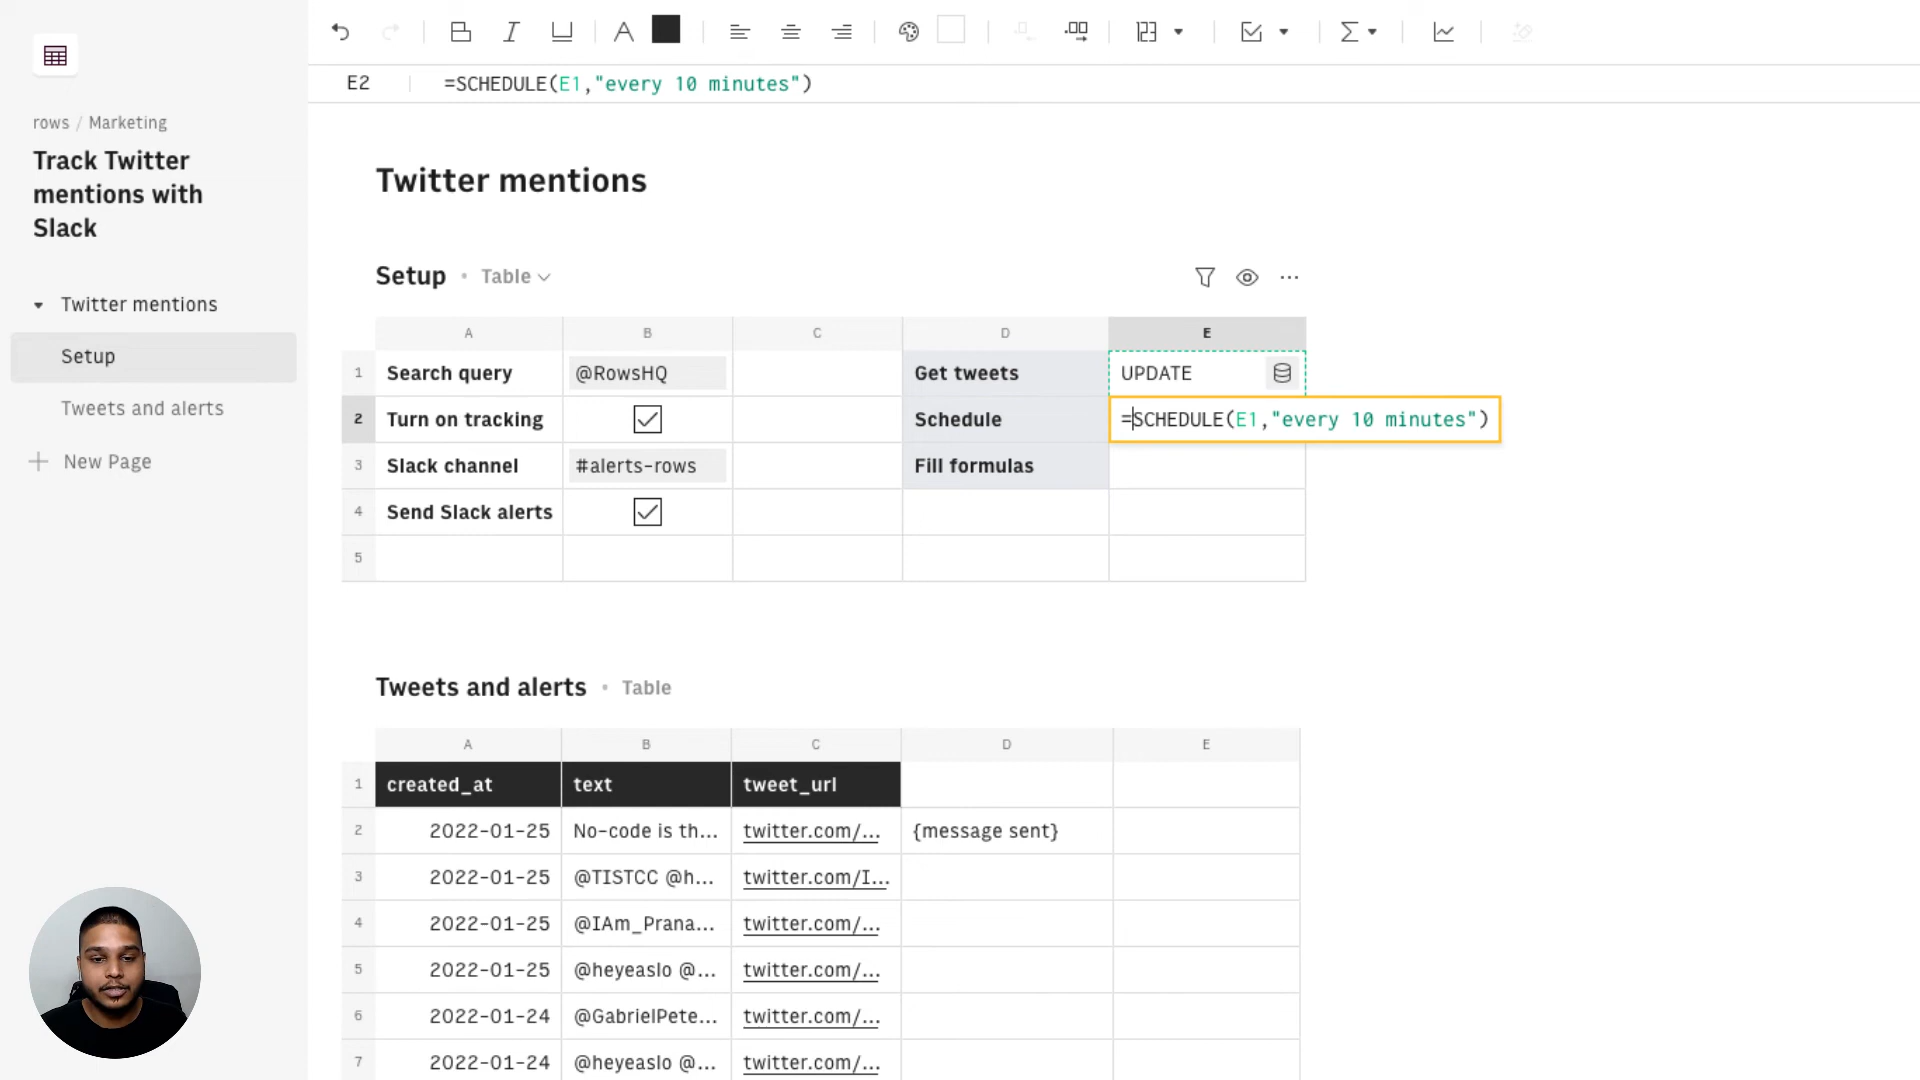 E2 =SCHEDULE(E1,"every 10 minutes")
rows / Marketing
Track Twitter
mentions with
Slack
Twitter mentions
Setup
Tweets and alerts
New Page
Twitter mentions
Setup • Table
A B C D E
1 Search query @RowsHQ Get tweets UPDATE
2 Turn on tracking Schedule =SCHEDULE(E1,"every 10 minutes")
3 Slack channel #alerts-rows Fill formulas
4 Send Slack alerts
5
Tweets and alerts • Table
A B C D E
1 created_at text tweet_url
2 2022-01-25 No-code is th... twitter.com/... {message sent}
3 2022-01-25 @TISTCC @h... twitter.com/I...
4 2022-01-25 @IAm_Prana... twitter.com/...
5 2022-01-25 @heyeaslo @... twitter.com/...
6 2022-01-24 @GabrielPete... twitter.com/...
7 2022-01-24 @heyeaslo @... twitter.com/...